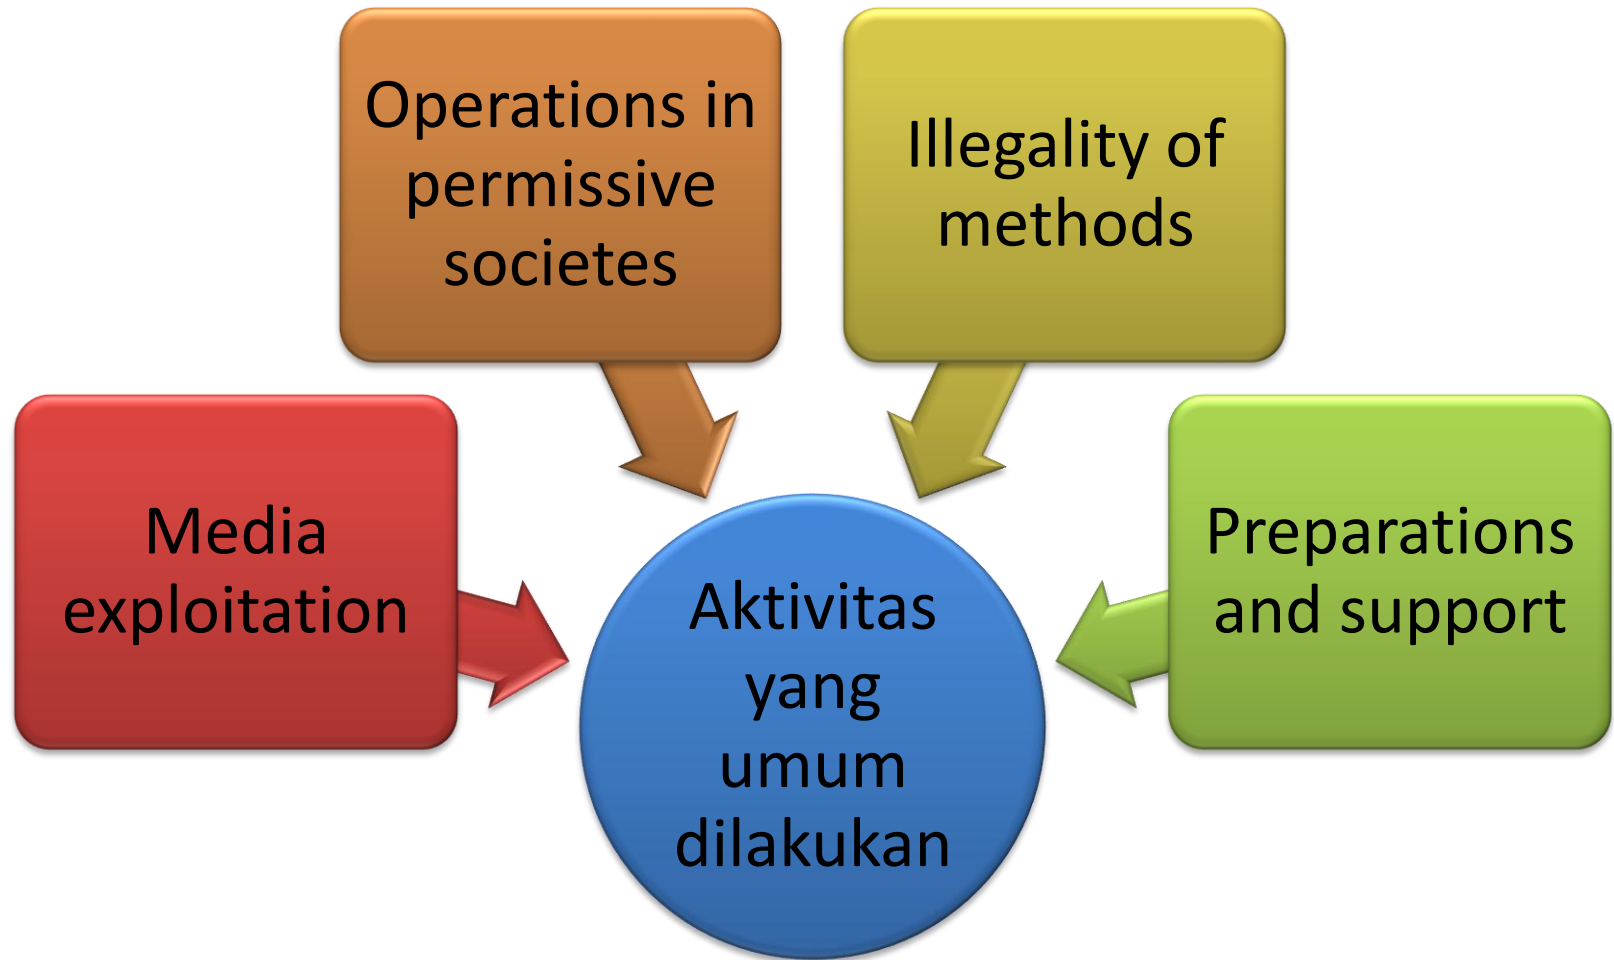 Operations in
permissive
societes
Illegality of
methods
Media
exploitation
Preparations
and support
Aktivitas
yang
umum
dilakukan